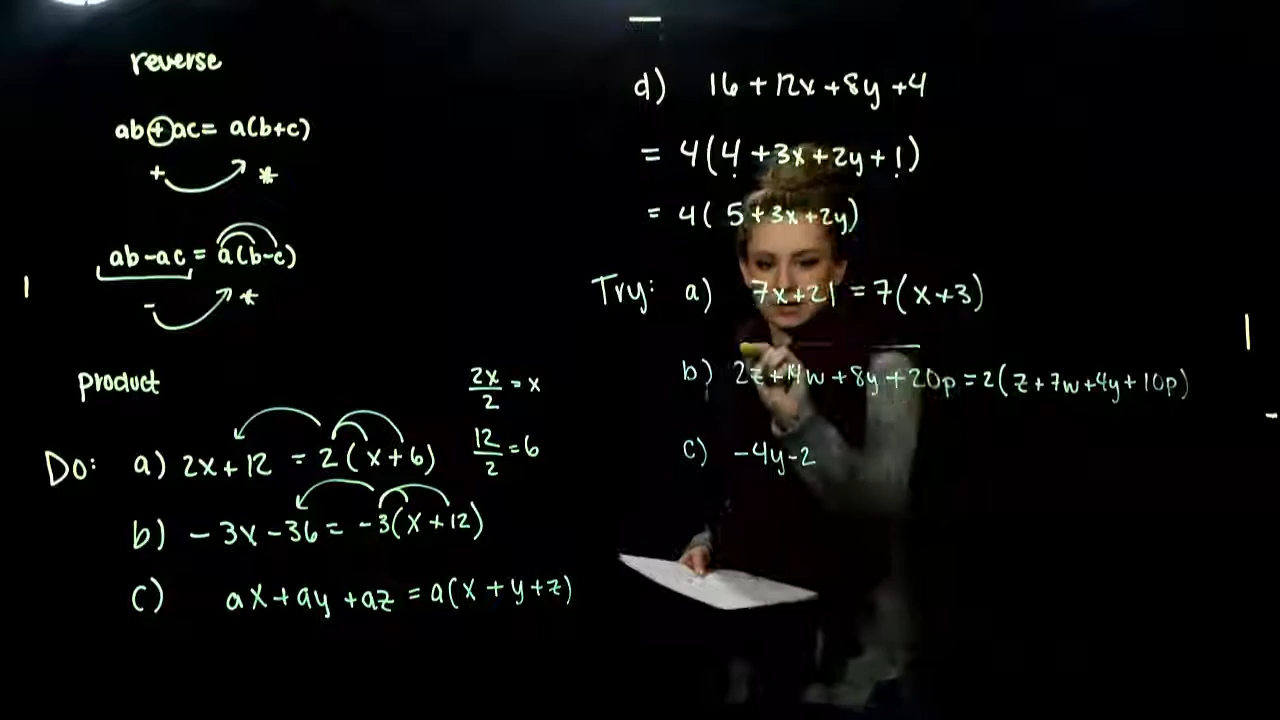 reverse
ab+ac= a(b+c)
+ *
ab-ac = a(b-c)
- *
product
2x/2 = x
12/2 = 6
Do: a) 2x+12 = 2(x+6)
b) -3x-36 = -3(x+12)
c) ax+ay+az = a(x+y+z)
d) 16+12x+8y+4
= 4(4+3x+2y+1)
= 4(5+3x+2y)
Try: a) 7x+21 = 7(x+3)
b) 2z+14w+8y+20p=2(z+7w+4y+10p)
c) -4y-2